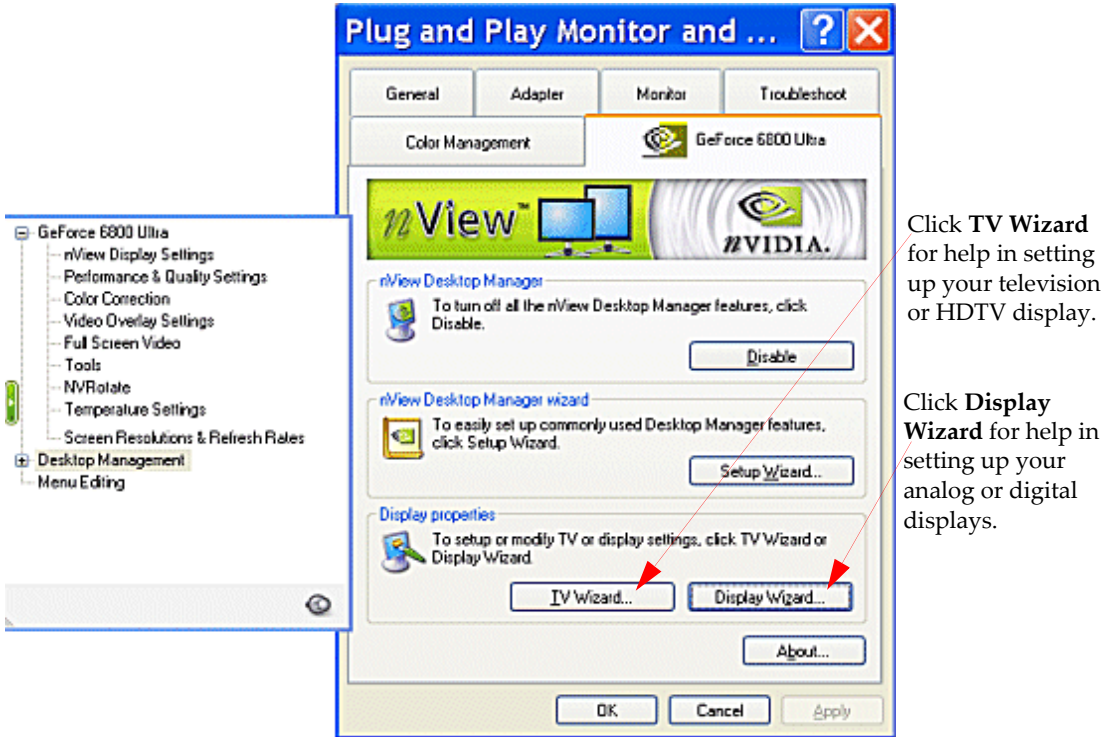 Plug and Play Monitor and ...
General Adapter Monitor Troubleshoot
Color Management GeForce 6800 Ultra
nView™ NVIDIA.
GeForce 6800 Ultra
nView Display Settings
Performance & Quality Settings
Color Correction
Video Overlay Settings
Full Screen Video
Tools
NVRotate
Temperature Settings
Screen Resolutions & Refresh Rates
Desktop Management
Menu Editing
nView Desktop Manager
To turn off all the nView Desktop Manager features, click
Disable.
Disable
nView Desktop Manager wizard
To easily set up commonly used Desktop Manager features,
click Setup Wizard.
Setup Wizard...
Display properties
To setup or modify TV or display settings, click TV Wizard or
Display Wizard.
TV Wizard... Display Wizard...
About...
OK Cancel Apply
Click TV Wizard
for help in setting
up your television
or HDTV display.
Click Display
Wizard for help in
setting up your
analog or digital
displays.